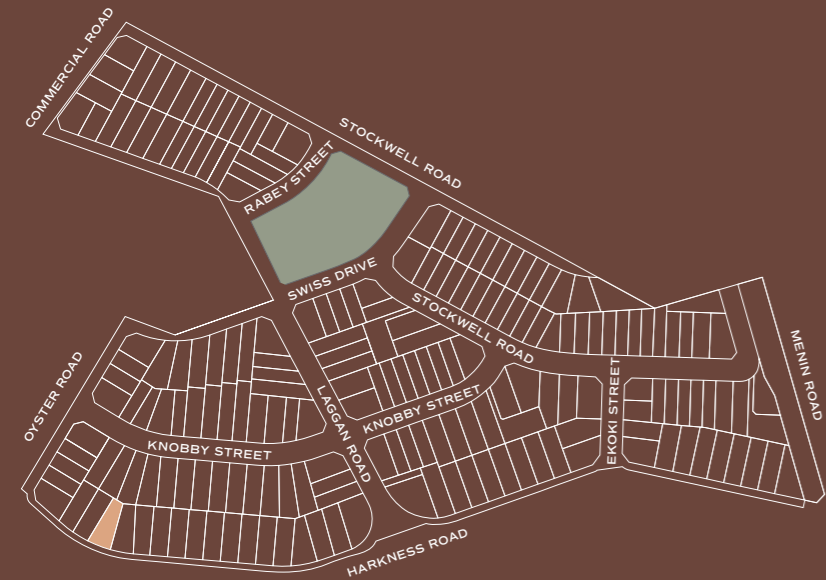 COMMERCIAL ROAD
STOCKWELL ROAD
RABEY STREET
SWISS DRIVE
STOCKWELL ROAD
MENIN ROAD
OYSTER ROAD
LAGGAN ROAD
KNOBBY STREET
EKOKI STREET
KNOBBY STREET
HARKNESS ROAD